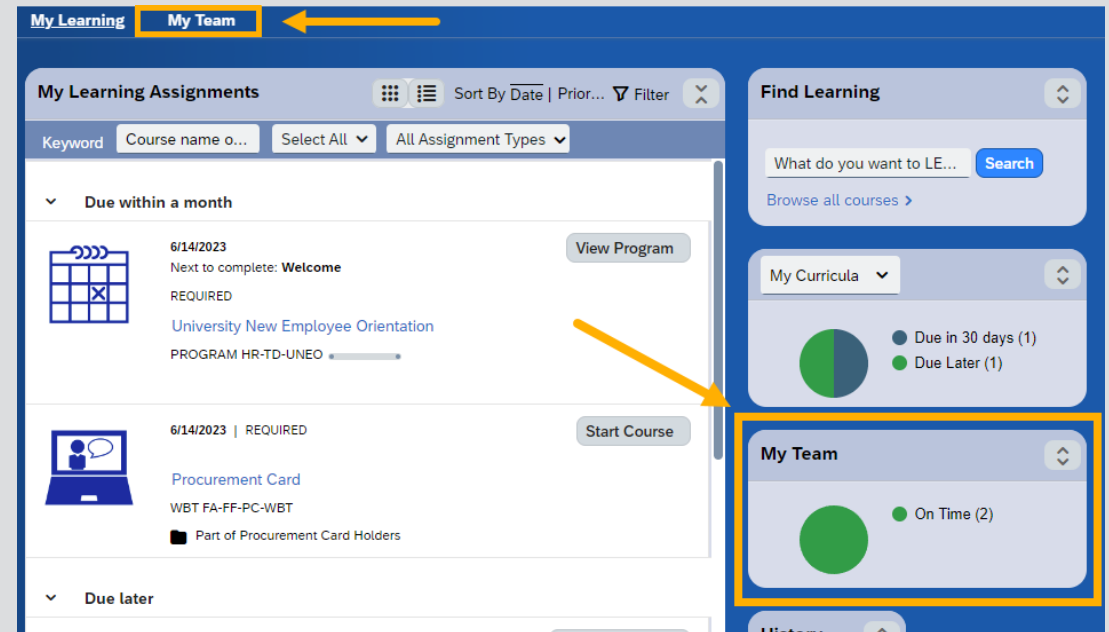 My Learning My Team
My Learning Assignments
Sort By Date | Prior... Filter
Keyword Course name o... Select All All Assignment Types
Due within a month
6/14/2023
Next to complete: Welcome
REQUIRED
University New Employee Orientation
PROGRAM HR-TD-UNEO
View Program
6/14/2023 | REQUIRED
Procurement Card
WBT FA-FF-PC-WBT
Part of Procurement Card Holders
Start Course
Due later
Find Learning
What do you want to LE... Search
Browse all courses >
My Curricula
Due in 30 days (1)
Due Later (1)
My Team
On Time (2)
History